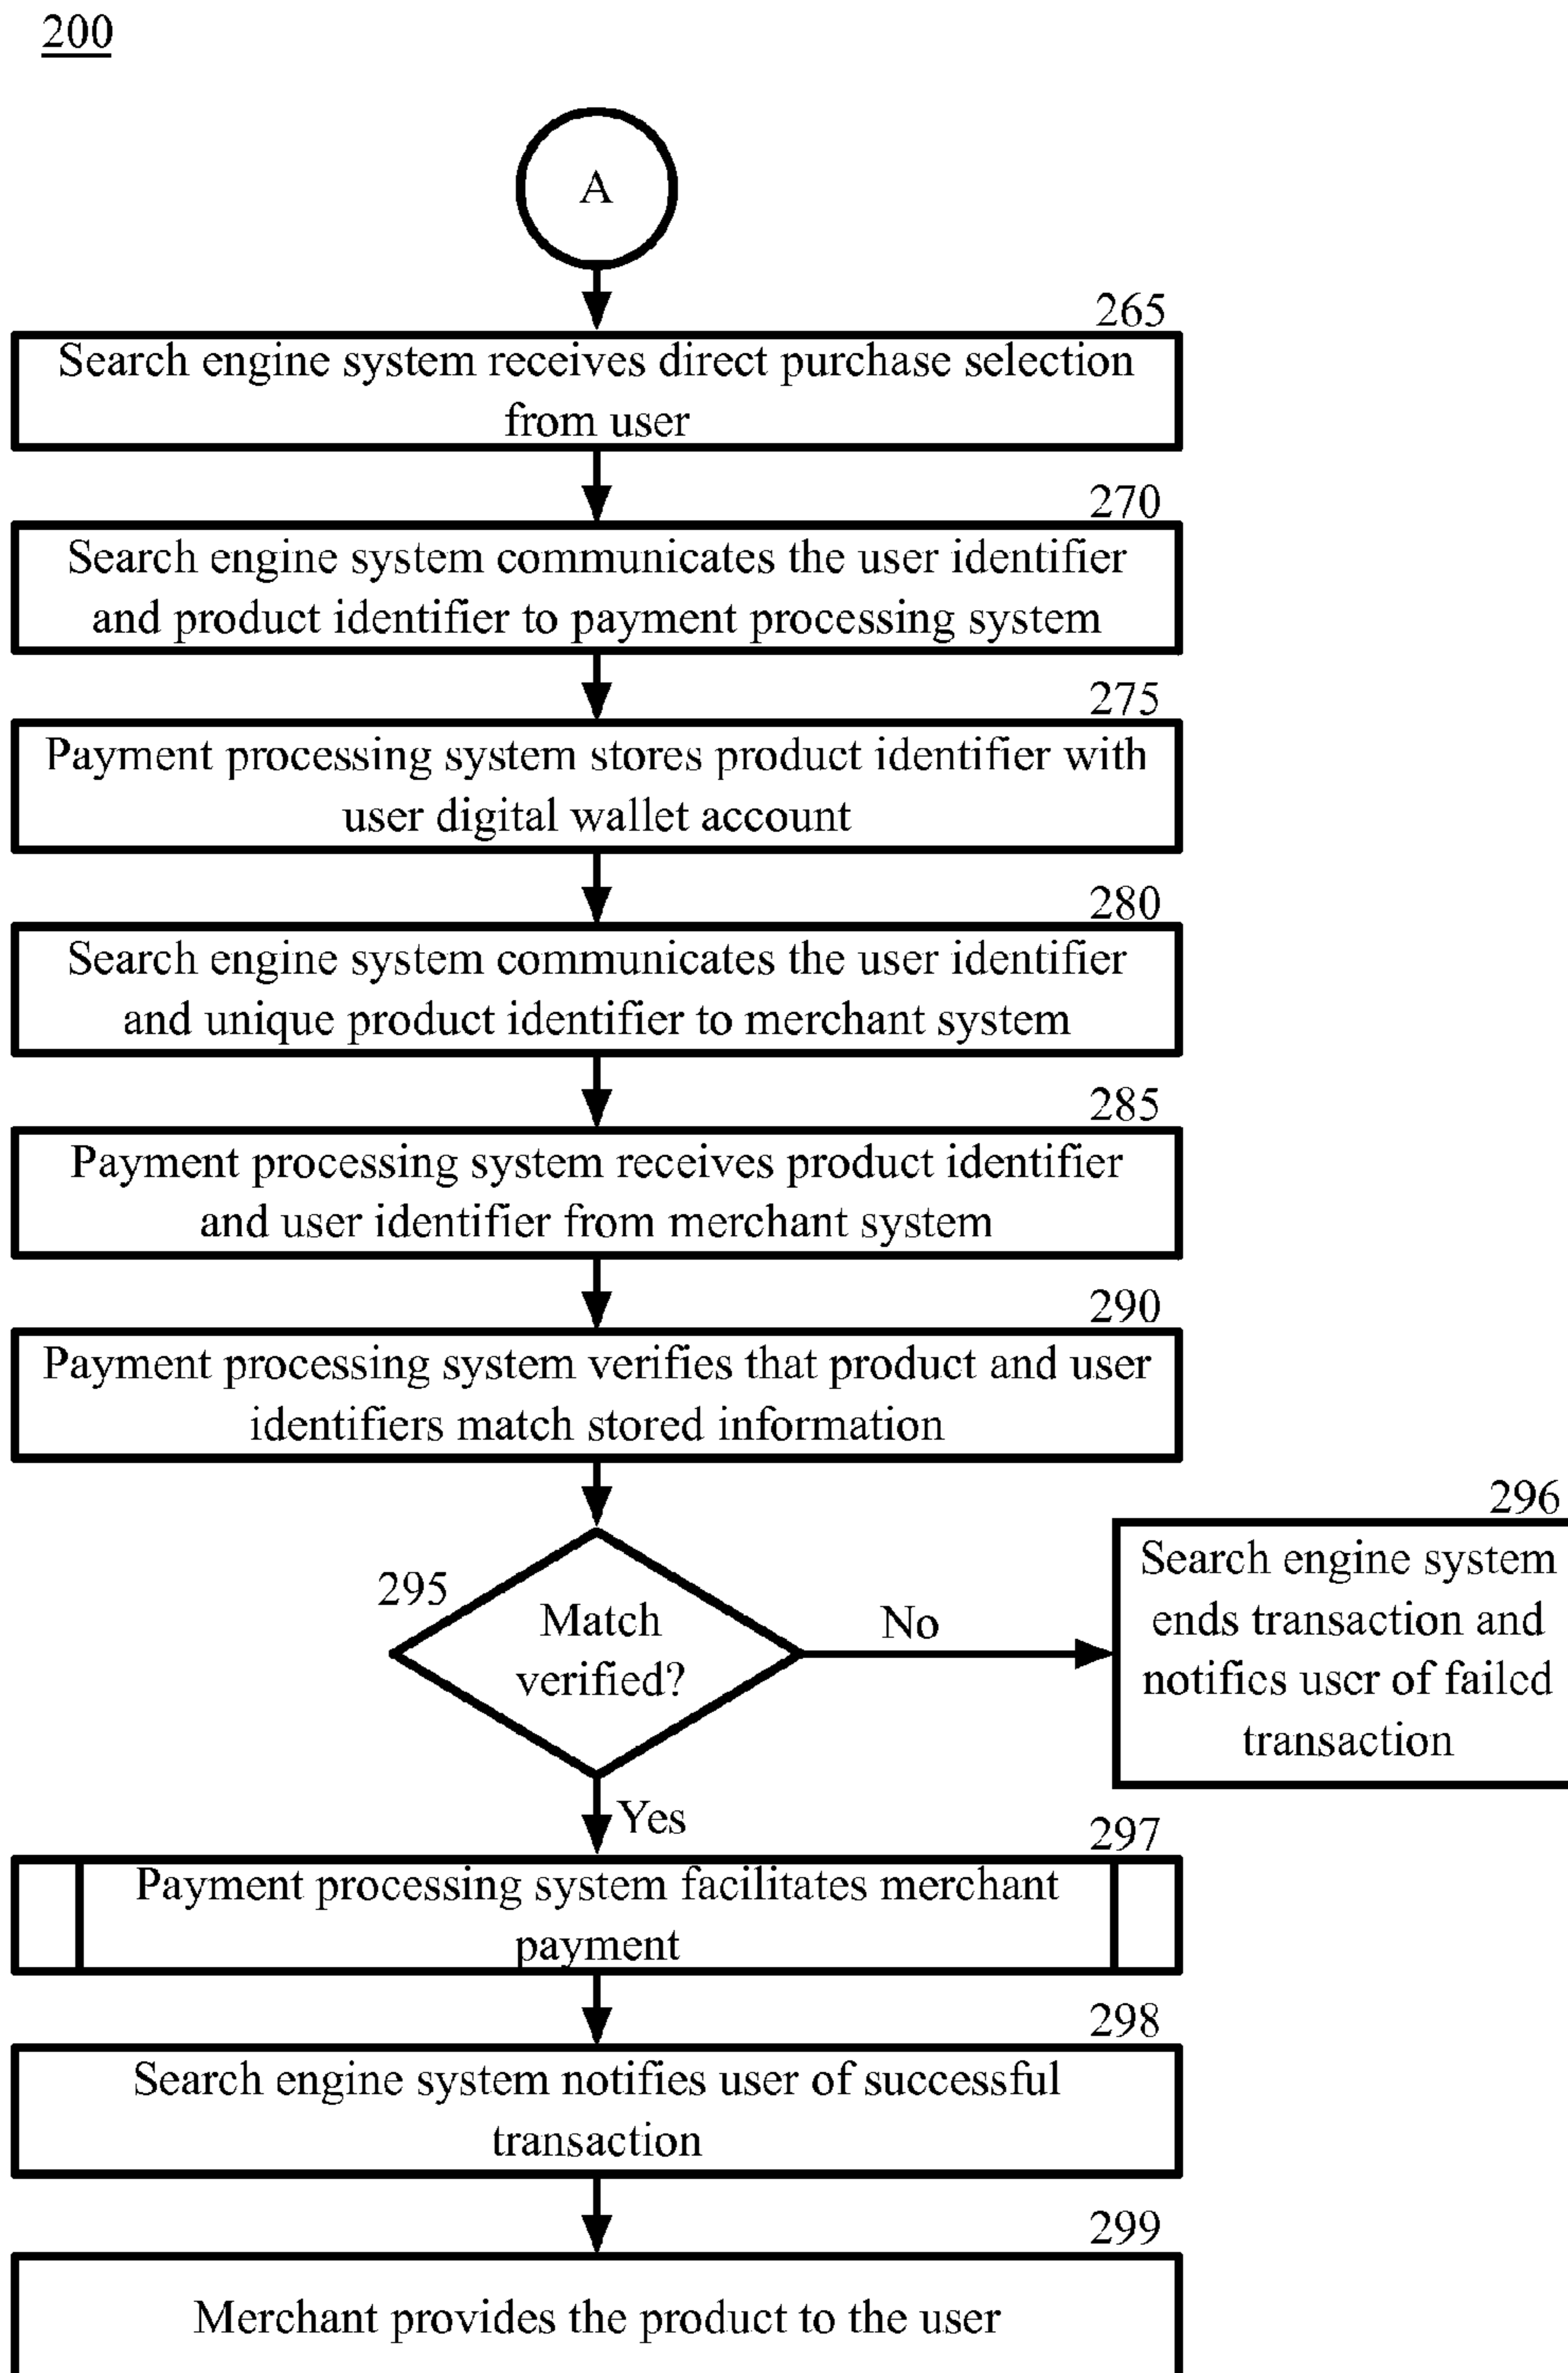 200
A
265
Search engine system receives direct purchase selection
from user
270
Search engine system communicates the user identifier
and product identifier to payment processing system
275
Payment processing system stores product identifier with
user digital wallet account
280
Search engine system communicates the user identifier
and unique product identifier to merchant system
285
Payment processing system receives product identifier
and user identifier from merchant system
290
Payment processing system verifies that product and user
identifiers match stored information
295
Match
verified?
No
296
Search engine system
ends transaction and
notifies user of failed
transaction
Yes
297
Payment processing system facilitates merchant
payment
298
Search engine system notifies user of successful
transaction
299
Merchant provides the product to the user